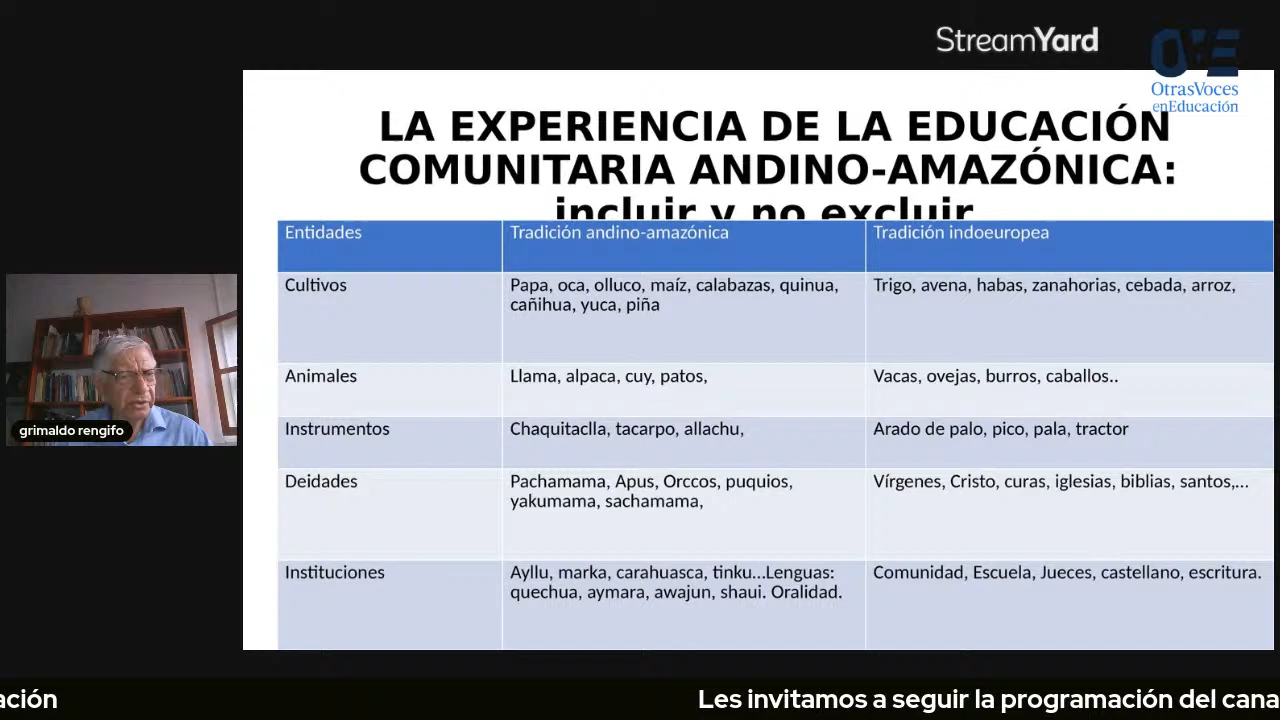 StreamYard
OVE
OtrasVoces
enEducación
LA EXPERIENCIA DE LA EDUCACIÓN
COMUNITARIA ANDINO-AMAZÓNICA:
incluir y no excluir
Entidades
Tradición andino-amazónica
Tradición indoeuropea
Cultivos
Papa, oca, olluco, maíz, calabazas, quinua,
cañihua, yuca, piña
Trigo, avena, habas, zanahorias, cebada, arroz,
Animales
Llama, alpaca, cuy, patos,
Vacas, ovejas, burros, caballos..
Instrumentos
Chaquitaclla, tacarpo, allachu,
Arado de palo, pico, pala, tractor
Deidades
Pachamama, Apus, Orccos, puquios,
yakumama, sachamama,
Vírgenes, Cristo, curas, iglesias, biblias, santos,...
Instituciones
Ayllu, marka, carahuasca, tinku...Lenguas:
quechua, aymara, awajun, shaui. Oralidad.
Comunidad, Escuela, Jueces, castellano, escritura.
grimaldo rengifo
ación
Les invitamos a seguir la programación del cana